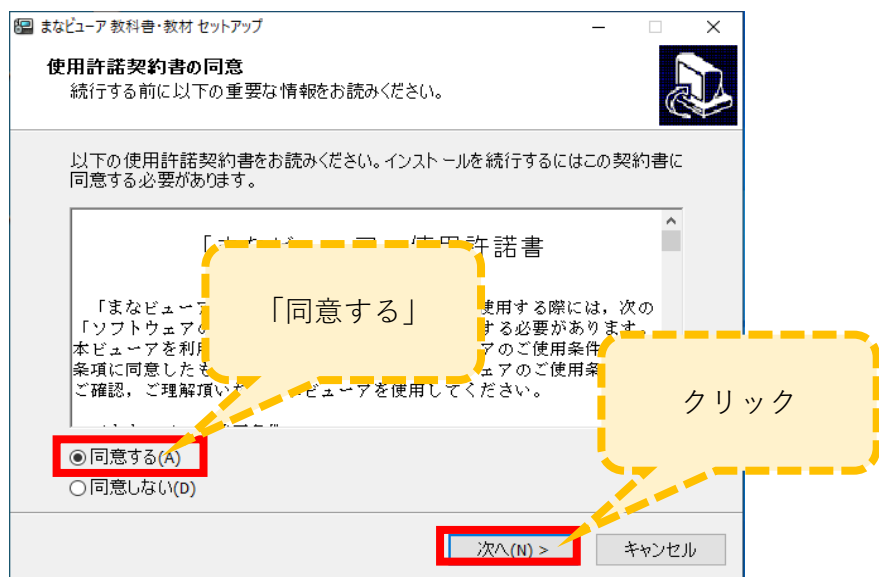 まなビューア 教科書・教材 セットアップ
使用許諾契約書の同意
続行する前に以下の重要な情報をお読みください。
以下の使用許諾契約書をお読みください。インストールを続行するにはこの契約書に
同意する必要があります。
使用許諾書
「まなビューア 使用する際には，次の
「ソフトウェアの する必要があります。
本ビューアを利用 アのご使用条件
条項に同意したも ェアのご使用条
ご確認，ご理解頂い ビューアを使用してください。
「同意する」
クリック
同意する(A)
同意しない(D)
次へ(N) >
キャンセル